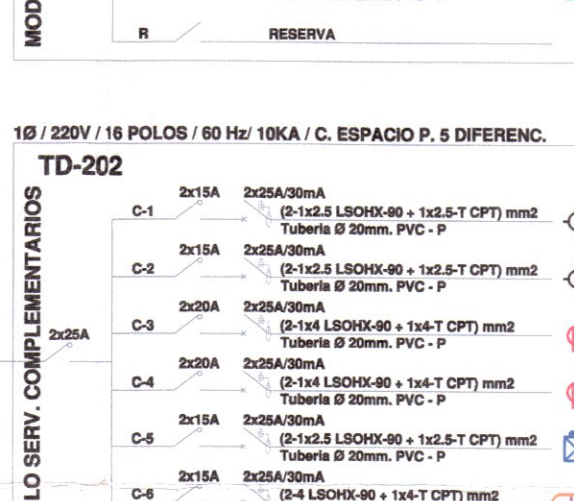 MOD
R RESERVA
1Ø / 220V / 16 POLOS / 60 Hz/ 10KA / C. ESPACIO P. 5 DIFERENC.
TD-202
LO SERV. COMPLEMENTARIOS
2x25A
2x15A 2x25A/30mA
C-1 (2-1x2.5 LSOHX-90 + 1x2.5-T CPT) mm2
Tuberia Ø 20mm. PVC - P
2x15A 2x25A/30mA
C-2 (2-1x2.5 LSOHX-90 + 1x2.5-T CPT) mm2
Tuberia Ø 20mm. PVC - P
2x20A 2x25A/30mA
C-3 (2-1x4 LSOHX-90 + 1x4-T CPT) mm2
Tuberia Ø 20mm. PVC - P
2x20A 2x25A/30mA
C-4 (2-1x4 LSOHX-90 + 1x4-T CPT) mm2
Tuberia Ø 20mm. PVC - P
2x15A 2x25A/30mA
C-5 (2-1x2.5 LSOHX-90 + 1x2.5-T CPT) mm2
Tuberia Ø 20mm. PVC - P
2x15A 2x25A/30mA
C-6 (2-4 LSOHX-90 + 1x4-T CPT) mm2